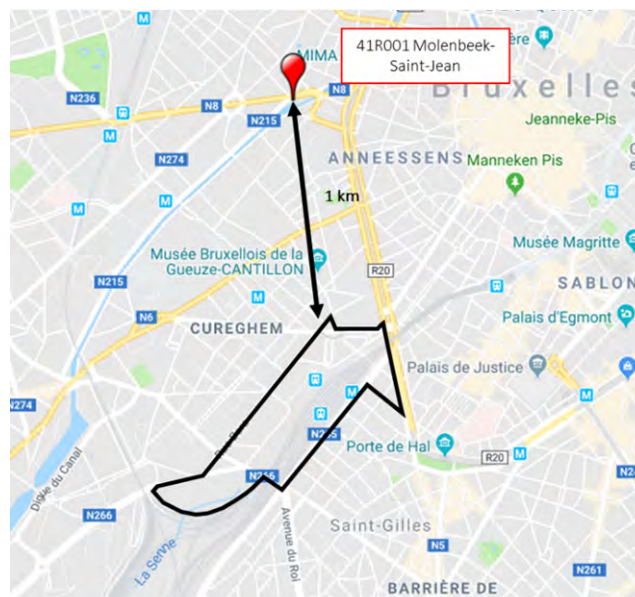 MIMA
41R001 Molenbeek-
Saint-Jean
Bruxelles
N236
N8
N8
N215
Jeanneke-Pis
ANNEESSENS
Manneken Pis
N274
1 km
Musée Bruxellois de la
Gueuze-CANTILLON
R20
Musée Magritte
N215
SABLON
N6
CUREGHEM
Palais d'Egmont
Palais de Justice
N274
Porte de Hal
R20
N266
Digue du Canal
N266
La Senne
Avenue du Roi
Saint-Gilles
N5
N261
BARRIÈRE DE